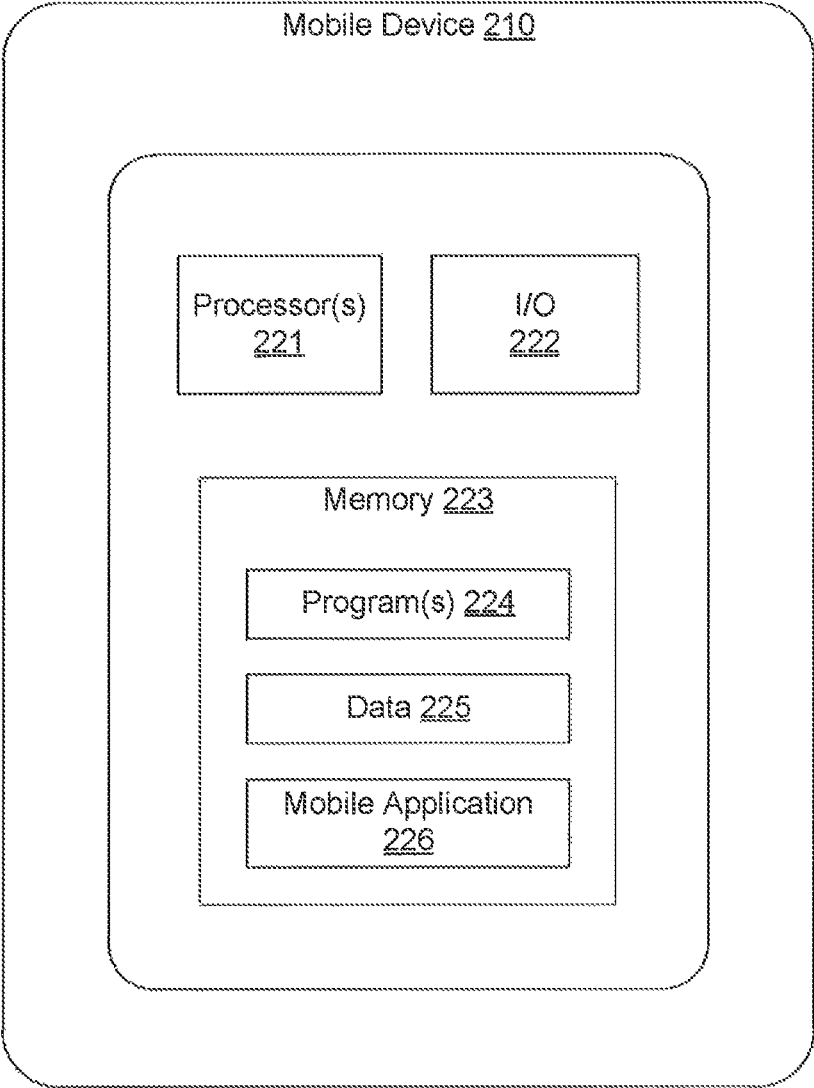 Mobile Device 210
Processor(s)
221
I/O
222
Memory 223
Program(s) 224
Data 225
Mobile Application
226